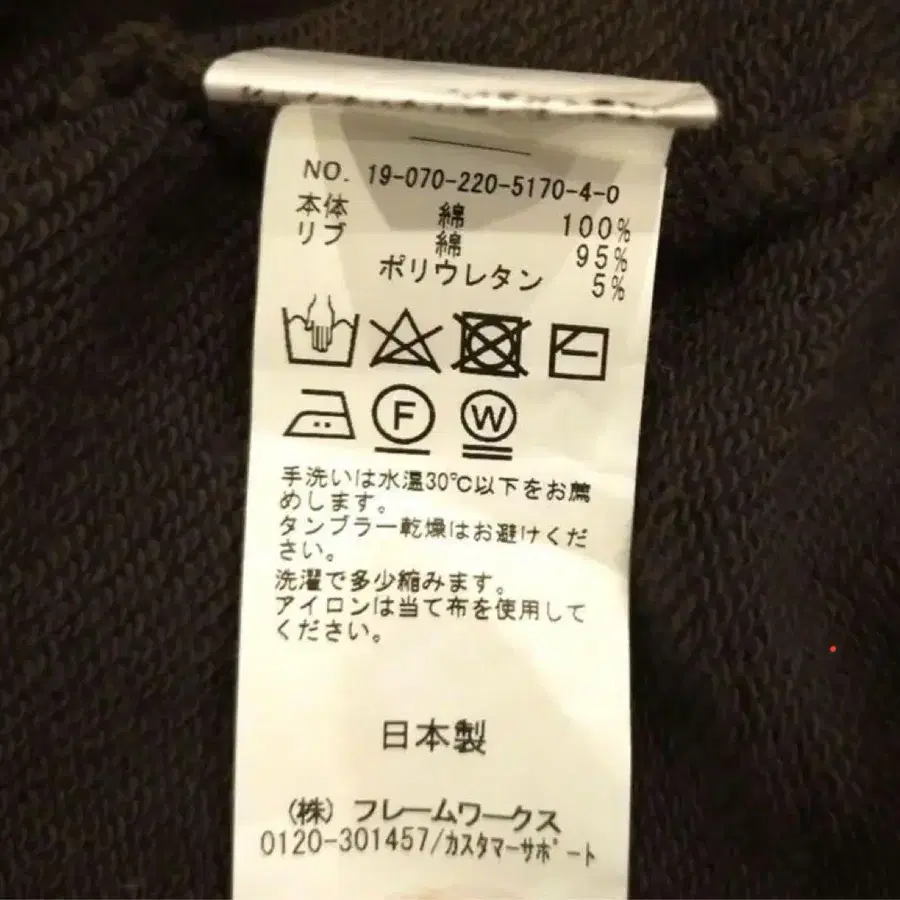 NO. 19-070-220-5170-4-0
本体 綿 100%
リブ 綿 95%
ポリウレタン 5%
F W
手洗いは水温30℃以下をお薦
めします。
タンブラー乾燥はお避けくだ
さい。
洗濯で多少縮みます。
アイロンは当て布を使用して
ください。
日本製
(株) フレームワークス
0120-301457/カスタマーサポート